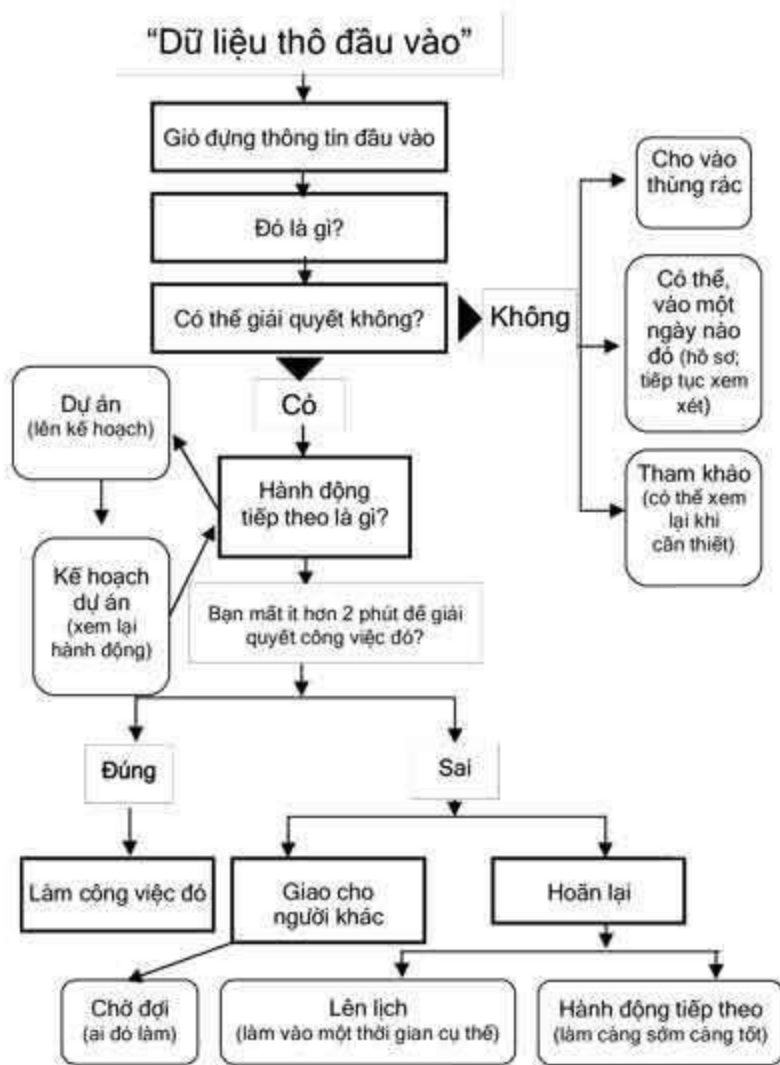 “Dữ liệu thô đầu vào”
Giỏ đựng thông tin đầu vào
Đó là gì?
Có thể giải quyết không?
Không
Cho vào
thùng rác
Có thể,
vào một
ngày nào
đó (hồ sơ;
tiếp tục xem
xét)
Tham khảo
(có thể xem
lại khi
cần thiết)
Có
Dự án
(lên kế hoạch)
Hành động
tiếp theo là gì?
Kế hoạch
dự án
(xem lại
hành động)
Bạn mất ít hơn 2 phút để giải
quyết công việc đó?
Đúng
Sai
Làm công việc đó
Giao cho
người khác
Hoãn lại
Chờ đợi
(ai đó làm)
Lên lịch
(làm vào một thời gian cụ thể)
Hành động tiếp theo
(làm càng sớm càng tốt)